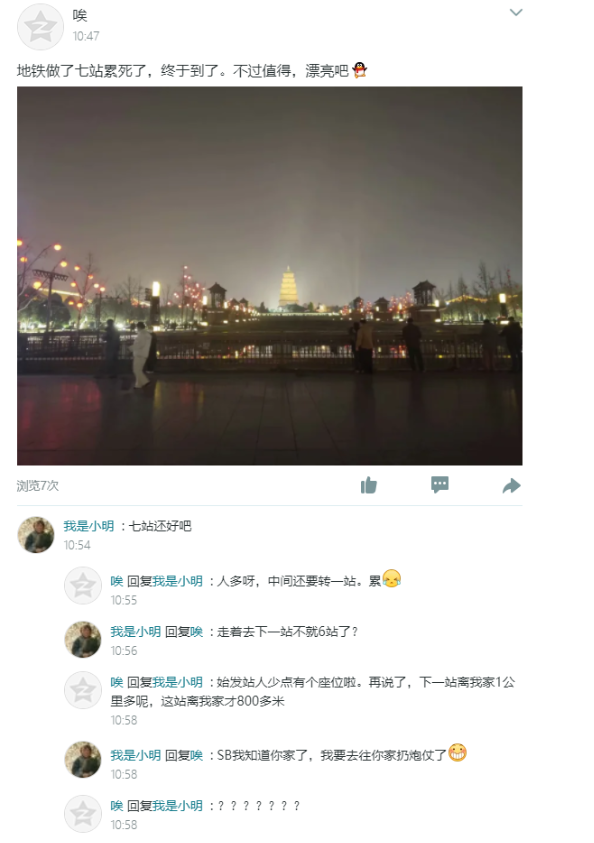 唉
10:47
地铁做了七站累死了，终于到了。不过值得，漂亮吧
浏览7次
我是小明 ：七站还好吧
10:54
唉 回复我是小明 ：人多呀，中间还要转一站。累
10:55
我是小明 回复唉 ：走着去下一站不就6站了？
10:56
唉 回复我是小明 ：始发站人少点有个座位啦。再说了，下一站离我家1公
里多呢，这站离我家才800多米
10:58
我是小明 回复唉 ：SB我知道你家了，我要去往你家扔炮仗了
10:58
唉 回复我是小明 ：？？？？？？？
10:58